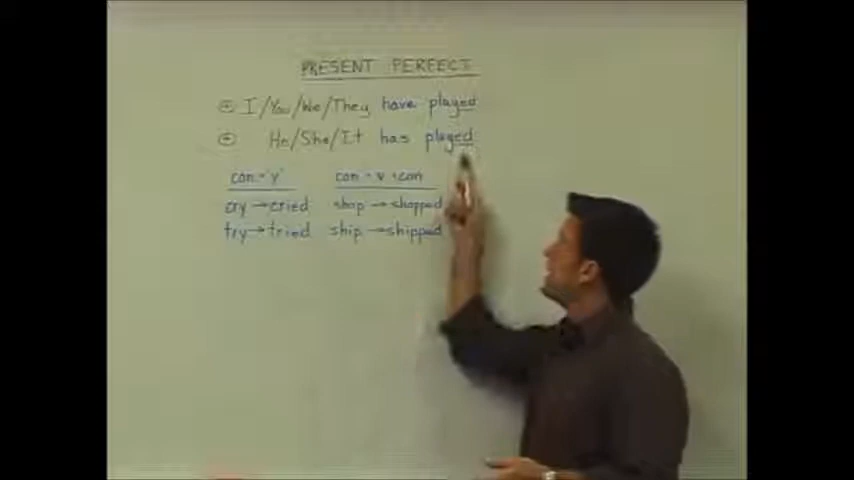 PRESENT PERFECT
+ I/You/We/They have played
+ He/She/It has played
con + 'y' con + v + con
cry → cried shop → shopped
try → tried ship → shipped